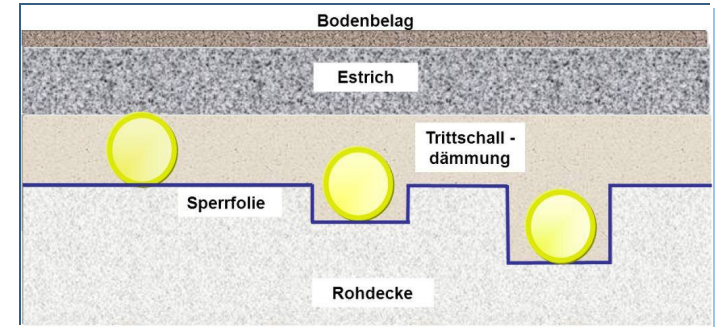 Bodenbelag
Estrich
Trittschall -
dämmung
Sperrfolie
Rohdecke